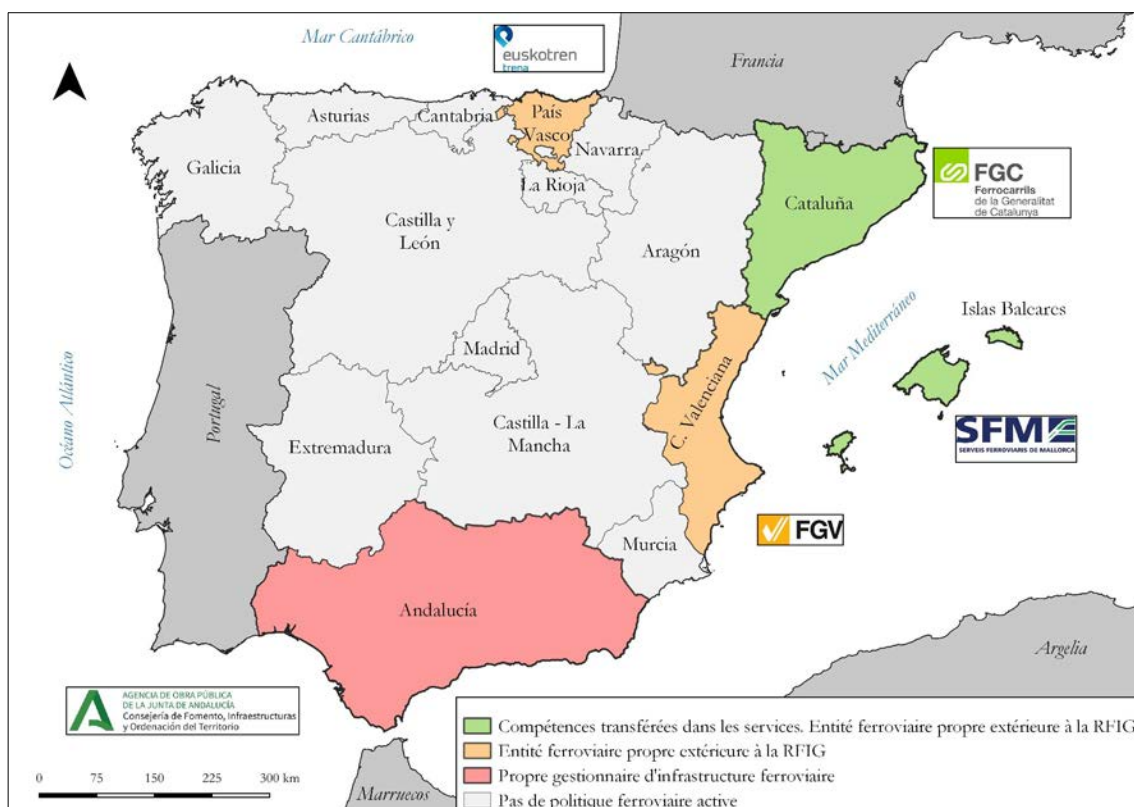 Mar Cantábrico
euskotren
trena
Francia
Asturias
Cantabria
País
Vasco
Navarra
Galicia
La Rioja
FGC
Ferrocarrils
de la Generalitat
de Catalunya
Cataluña
Castilla y
León
Aragón
Islas Baleares
Mar Mediterráneo
Madrid
C. Valenciana
Océano Atlántico
Portugal
Castilla - La
Mancha
Extremadura
SFM
SERVEIS FERROVIARIS DE MALLORCA
FGV
Murcia
Andalucía
Argelia
AGENCIA DE OBRA PÚBLICA
DE LA JUNTA DE ANDALUCÍA
Consejería de Fomento, Infraestructuras
y Ordenación del Territorio
Compétences transférées dans les services. Entité ferroviaire propre extérieure à la RFIG
Entité ferroviaire propre extérieure à la RFIG
Propre gestionnaire d'infrastructure ferroviaire
Pas de politique ferroviaire active
0 75 150 225 300 km
Marruecos